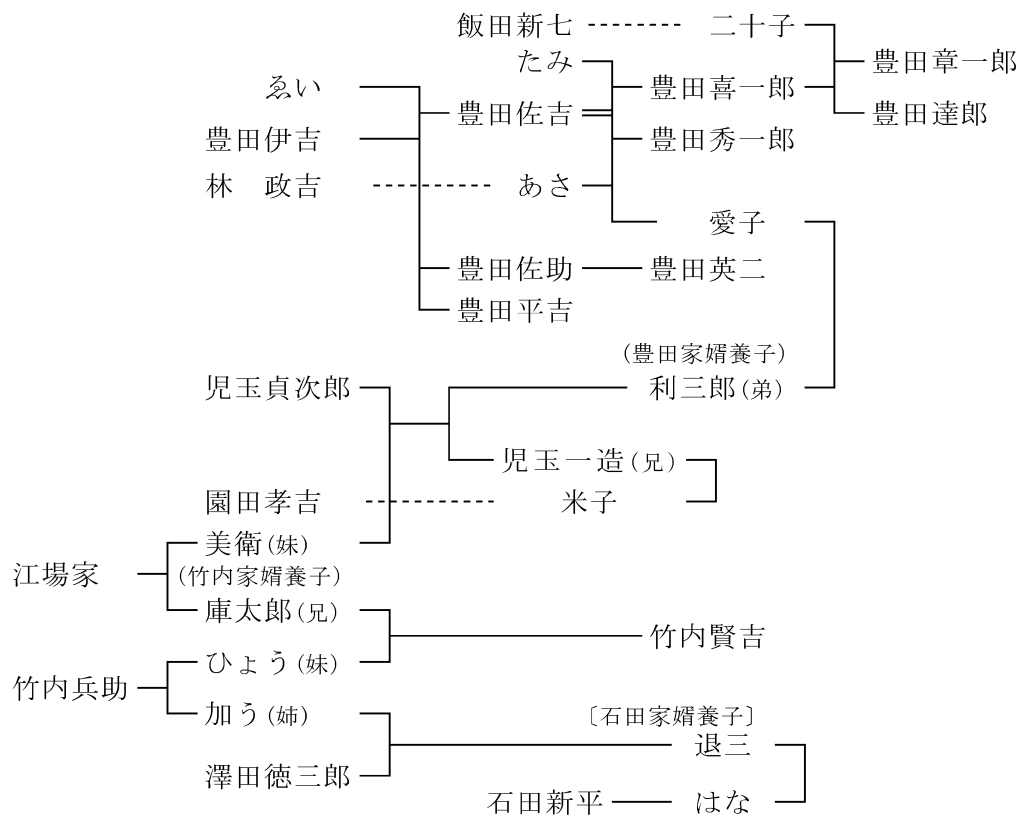 飯田新七 二十子
たみ 豊田章一郎
ゑい 豊田喜一郎
豊田佐吉 豊田達郎
豊田伊吉 豊田秀一郎
林 政吉 あさ
愛子
豊田佐助 豊田英二
豊田平吉
(豊田家婿養子)
児玉貞次郎 利三郎(弟)
児玉一造(兄)
園田孝吉 米子
美衛(妹)
江場家 (竹内家婿養子)
庫太郎(兄)
竹内賢吉
ひょう(妹)
竹内兵助
加う(姉) 〔石田家婿養子〕
退三
澤田徳三郎
石田新平 はな